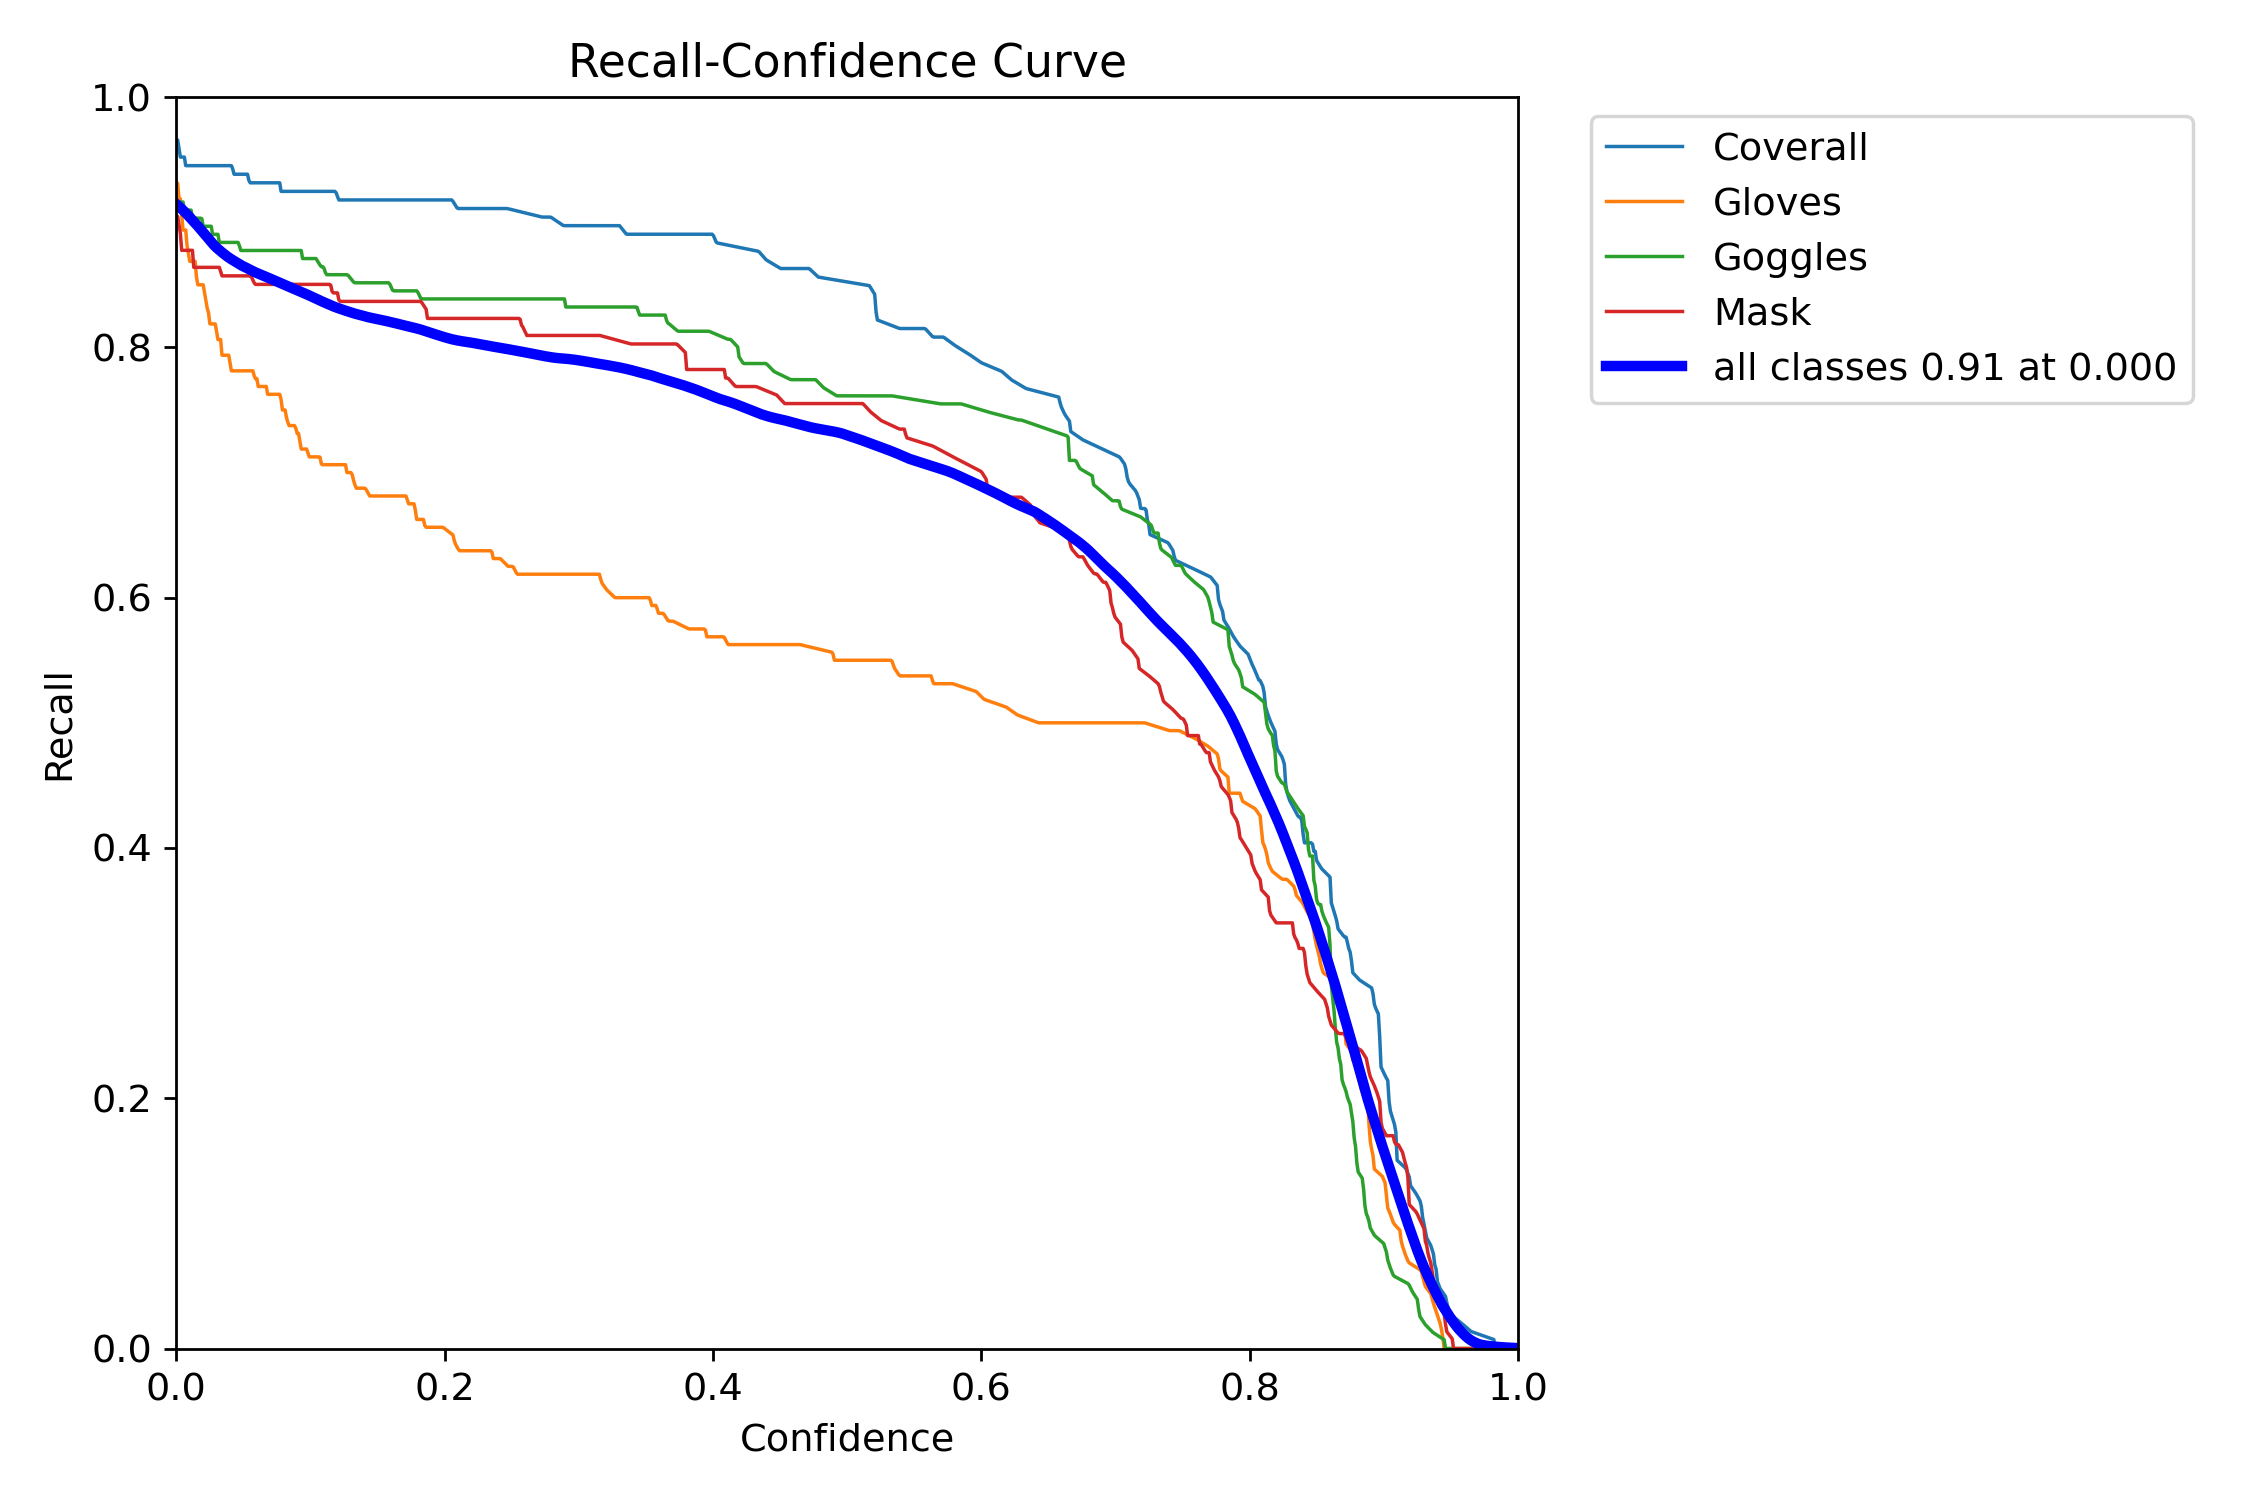 Recall-Confidence Curve
1.0
0.8
0.6
0.4
0.2
0.0
Recall
0.0 0.2 0.4 0.6 0.8 1.0
Confidence
Coverall
Gloves
Goggles
Mask
all classes 0.91 at 0.000